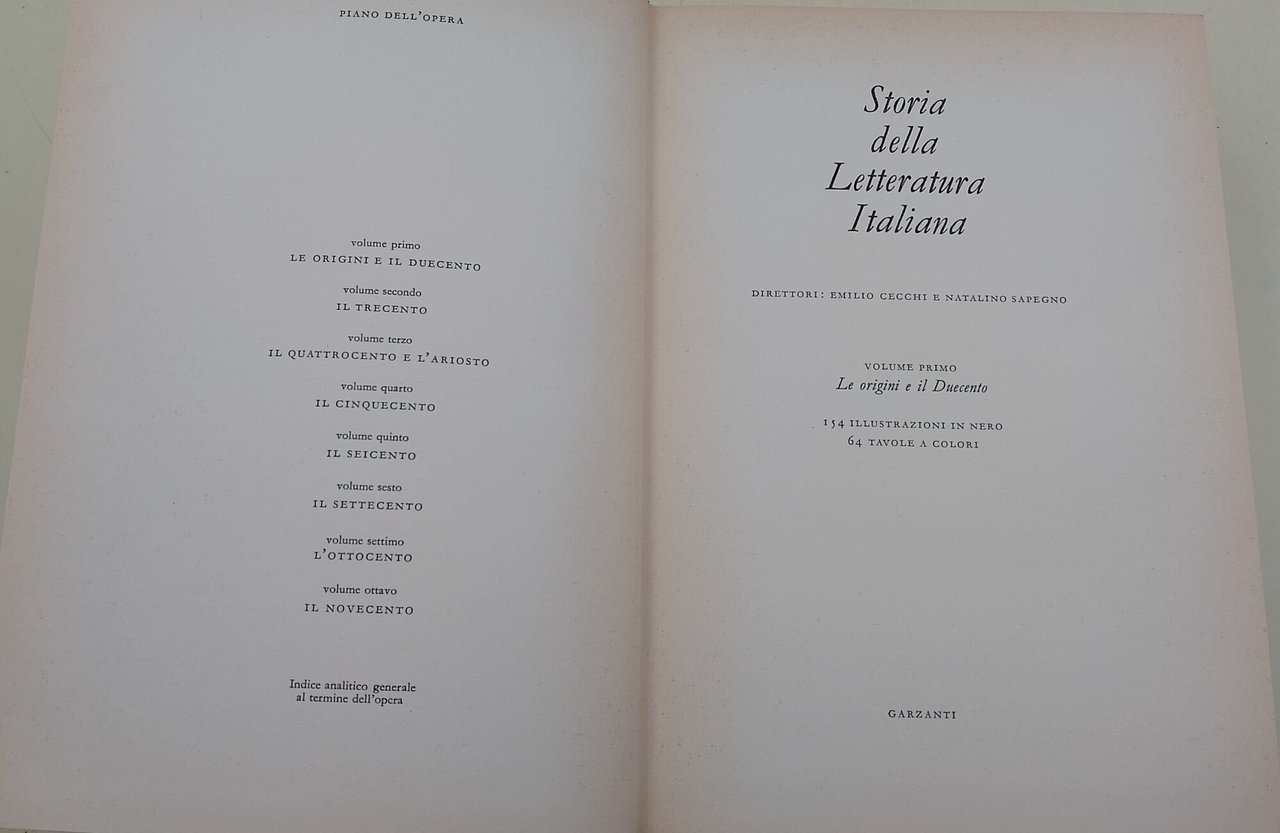 PIANO DELL'OPERA
volume primo
LE ORIGINI E IL DUECENTO
volume secondo
IL TRECENTO
volume terzo
IL QUATTROCENTO E L'ARIOSTO
volume quarto
IL CINQUECENTO
volume quinto
IL SEICENTO
volume sesto
IL SETTECENTO
volume settimo
L'OTTOCENTO
volume ottavo
IL NOVECENTO
Indice analitico generale
al termine dell'opera
Storia
della
Letteratura
Italiana
DIRETTORI: EMILIO CECCHI E NATALINO SAPEGNO
VOLUME PRIMO
Le origini e il Duecento
154 ILLUSTRAZIONI IN NERO
64 TAVOLE A COLORI
GARZANTI